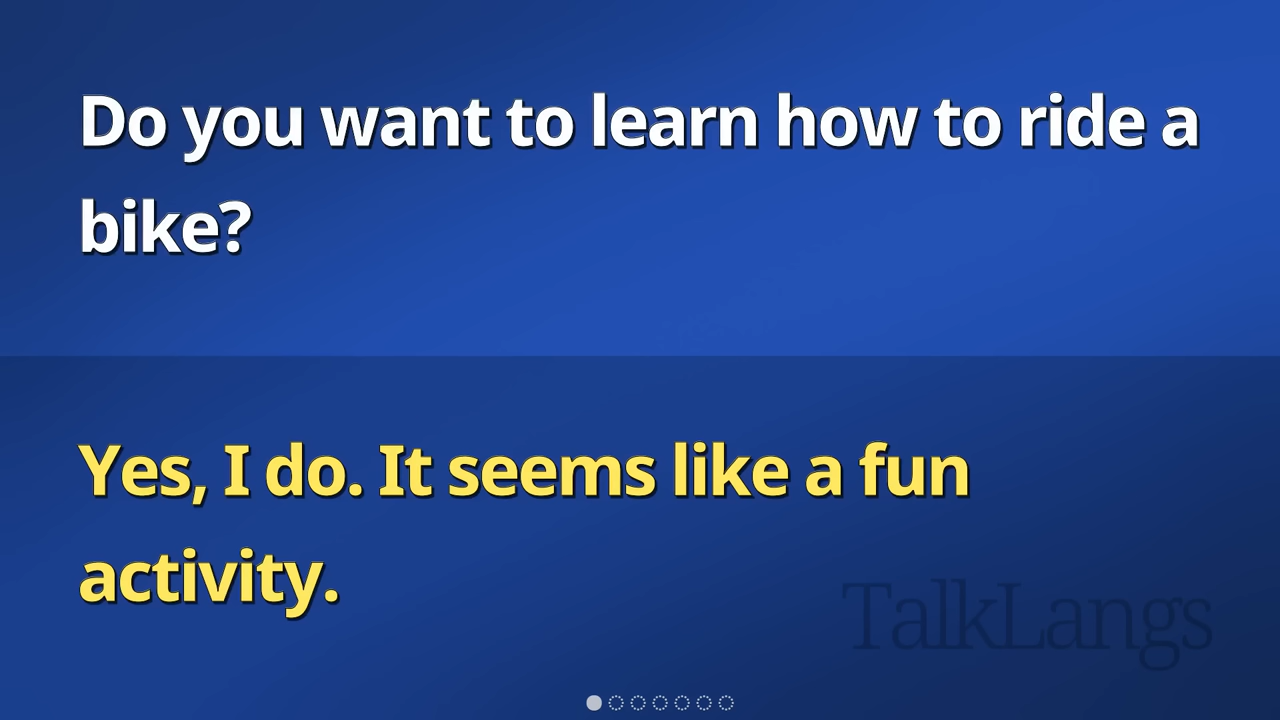 Do you want to learn how to ride a
bike?
Yes, I do. It seems like a fun
activity.
TalkLangs